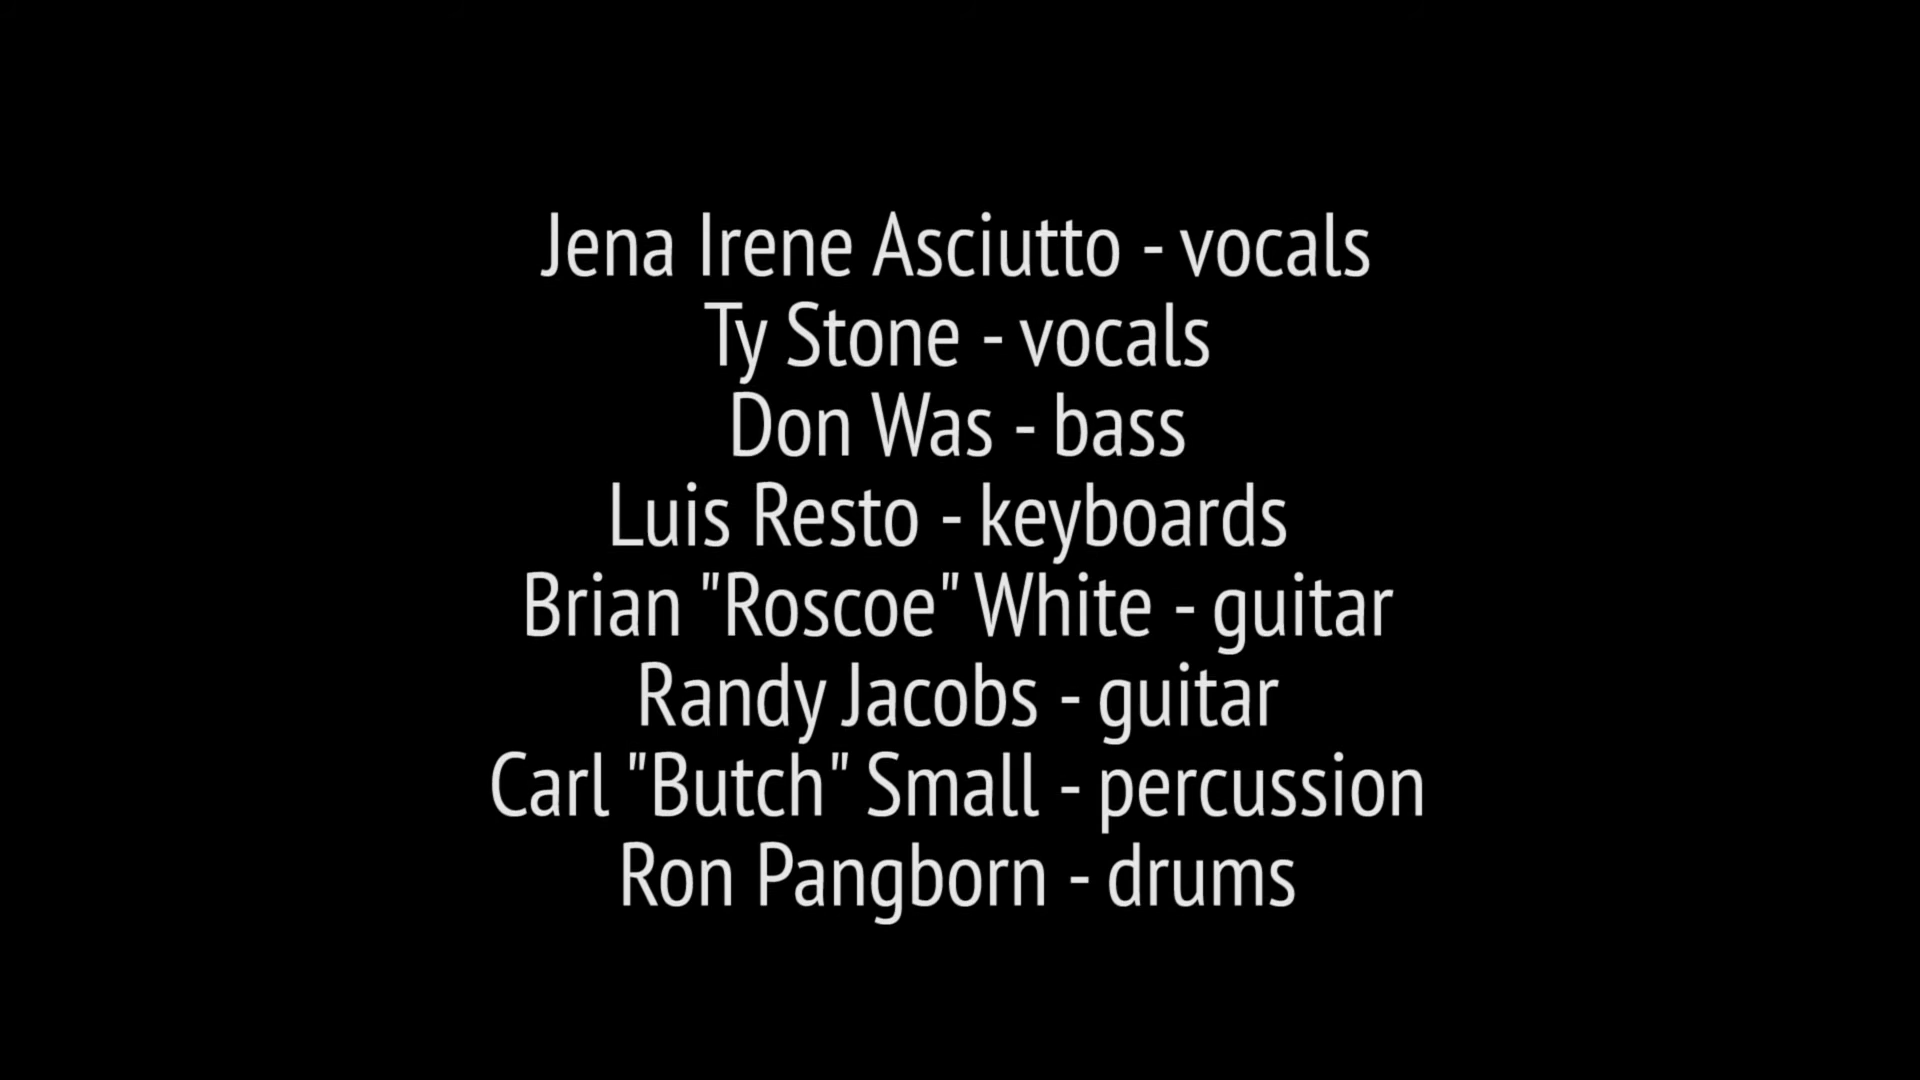 Jena Irene Asciutto - vocals
Ty Stone - vocals
Don Was - bass
Luis Resto - keyboards
Brian "Roscoe" White - guitar
Randy Jacobs - guitar
Carl "Butch" Small - percussion
Ron Pangborn - drums